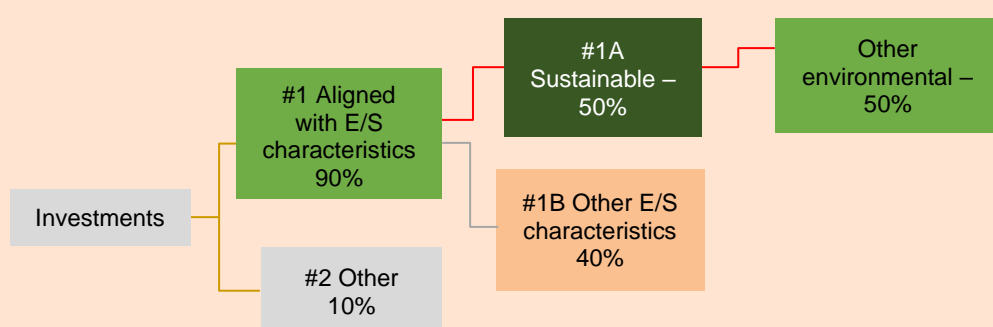 Investments
#1 Aligned
with E/S
characteristics
90%
#2 Other
10%
#1A
Sustainable –
50%
#1B Other E/S
characteristics
40%
Other
environmental –
50%